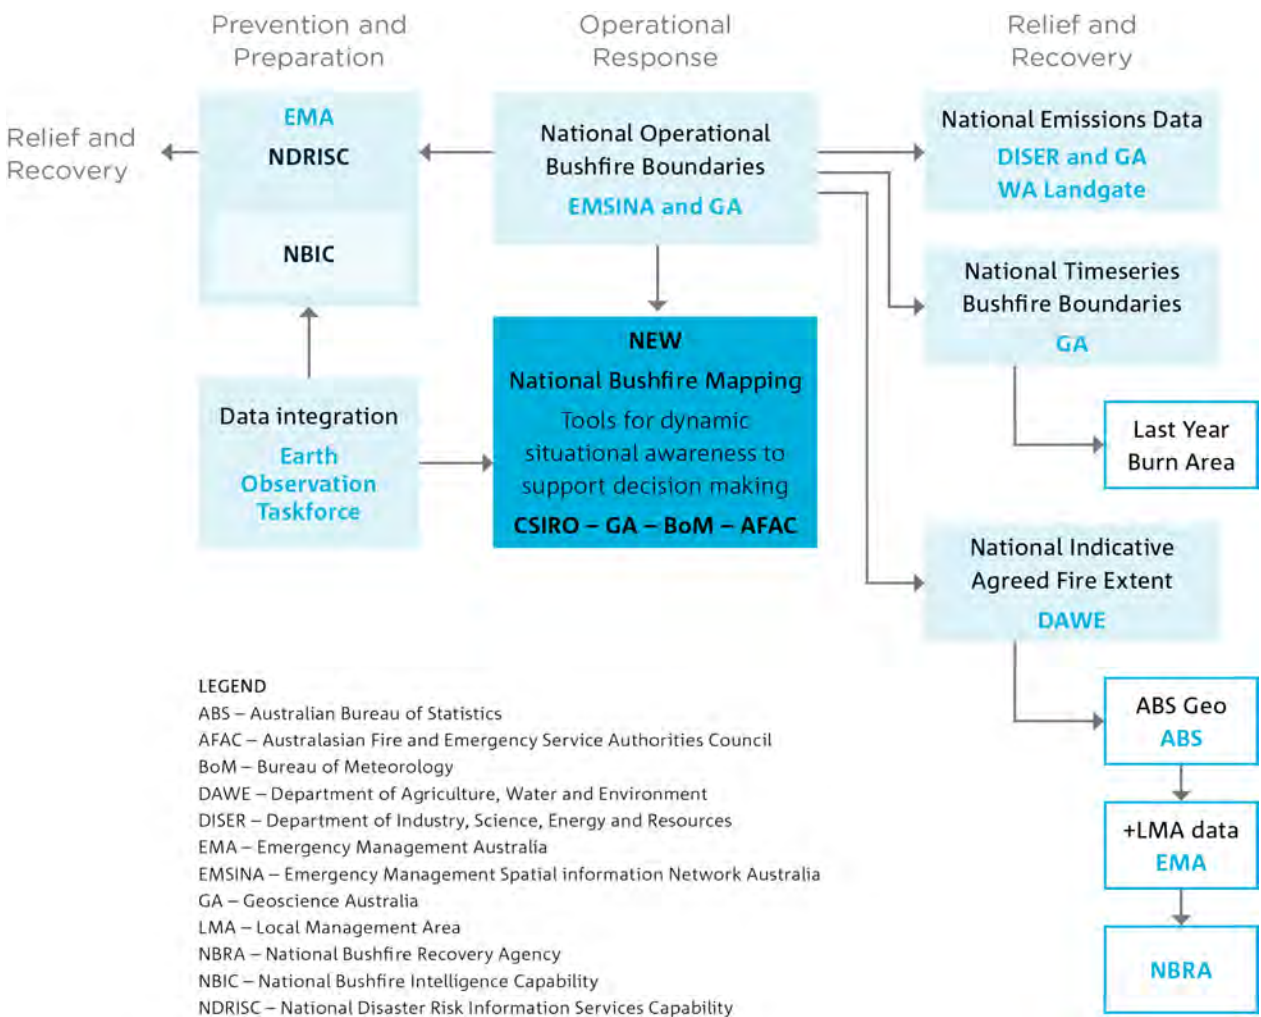 Prevention and
Preparation
Operational
Response
Relief and
Recovery
Relief and
Recovery
EMA
NDRISC
NBIC
National Operational
Bushfire Boundaries
EMSINA and GA
National Emissions Data
DISER and GA
WA Landgate
National Timeseries
Bushfire Boundaries
GA
Last Year
Burn Area
Data integration
Earth
Observation
Taskforce
NEW
National Bushfire Mapping
Tools for dynamic
situational awareness to
support decision making
CSIRO – GA – BoM – AFAC
National Indicative
Agreed Fire Extent
DAWE
ABS Geo
ABS
+LMA data
EMA
NBRA
LEGEND
ABS – Australian Bureau of Statistics
AFAC – Australasian Fire and Emergency Service Authorities Council
BoM – Bureau of Meteorology
DAWE – Department of Agriculture, Water and Environment
DISER – Department of Industry, Science, Energy and Resources
EMA – Emergency Management Australia
EMSINA – Emergency Management Spatial information Network Australia
GA – Geoscience Australia
LMA – Local Management Area
NBRA – National Bushfire Recovery Agency
NBIC – National Bushfire Intelligence Capability
NDRISC – National Disaster Risk Information Services Capability